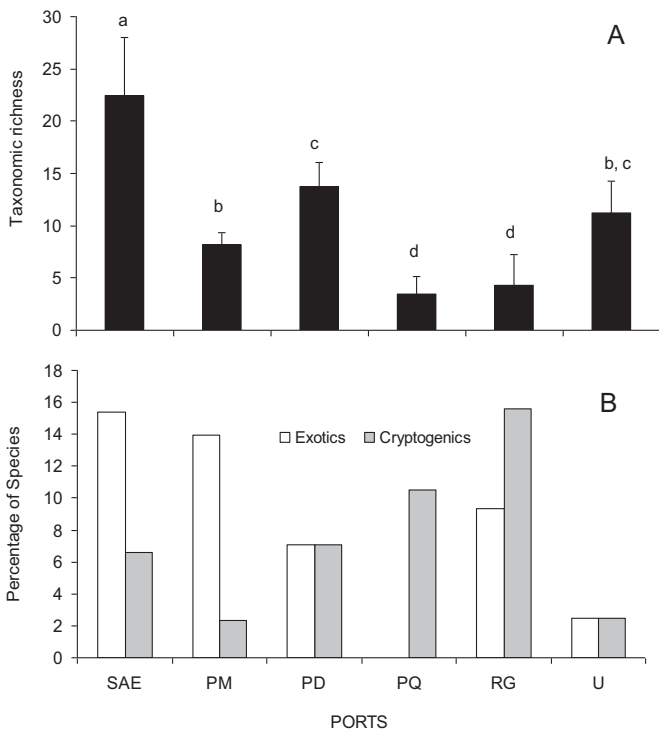 A
Taxonomic richness
30
25
20
15
10
5
0
a
b
c
d
d
b, c
B
Percentage of Species
18
16
14
12
10
8
6
4
2
0
Exotics Cryptogenics
SAE PM PD PQ RG U
PORTS